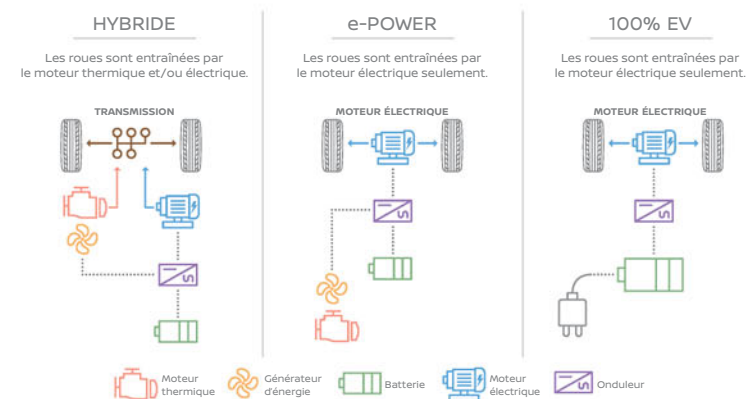 HYBRIDE
Les roues sont entraînées par
le moteur thermique et/ou électrique.
TRANSMISSION
e-POWER
Les roues sont entraînées par
le moteur électrique seulement.
MOTEUR ÉLECTRIQUE
100% EV
Les roues sont entraînées par
le moteur électrique seulement.
MOTEUR ÉLECTRIQUE
Moteur
thermique
Générateur
d'énergie
Batterie
Moteur
électrique
Onduleur